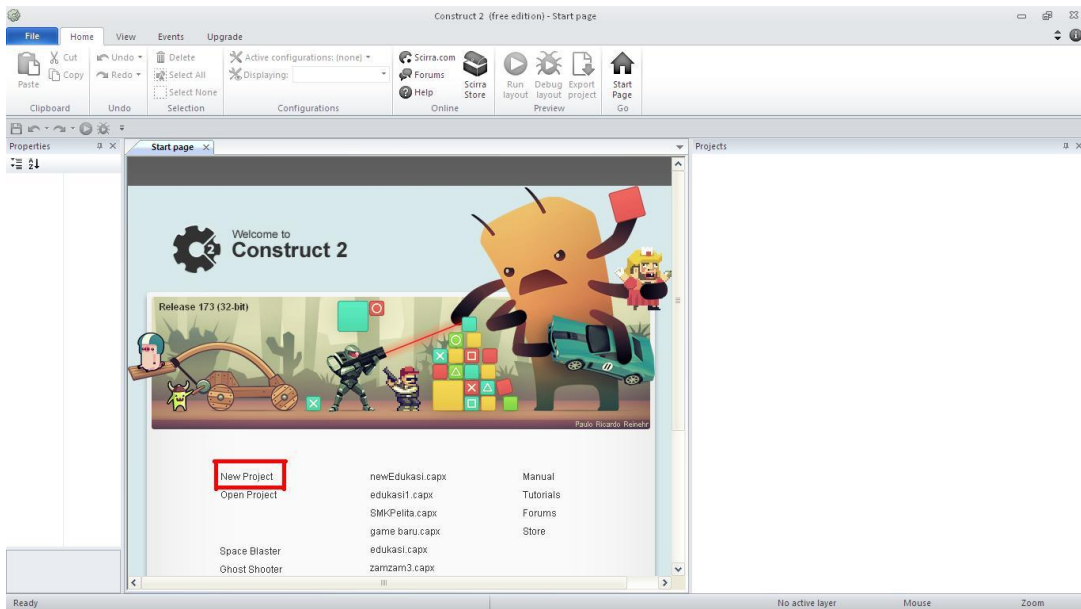 Construct 2 (free edition) - Start page
File Home View Events Upgrade
Paste
Cut
Copy
Clipboard
Undo
Redo
Undo
Delete
Select All
Select None
Selection
Active configurations: (none)
Displaying:
Configurations
Scirra.com
Forums
Help
Scirra Store
Online
Run layout
Debug layout
Export project
Preview
Start Page
Go
Properties
Start page
Projects
Welcome to
Construct 2
Release 173 (32-bit)
Paulo Ricardo Reinehr
New Project
Open Project
Space Blaster
Ghost Shooter
newEdukasi.capx
edukasi1.capx
SMKPelita.capx
game baru.capx
edukasi.capx
zamzam3.capx
Manual
Tutorials
Forums
Store
Ready
No active layer
Mouse
Zoom